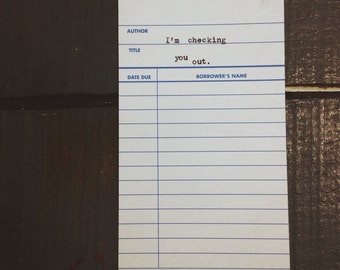 AUTHOR
I'm checking
TITLE
you out.
DATE DUE BORROWER'S NAME